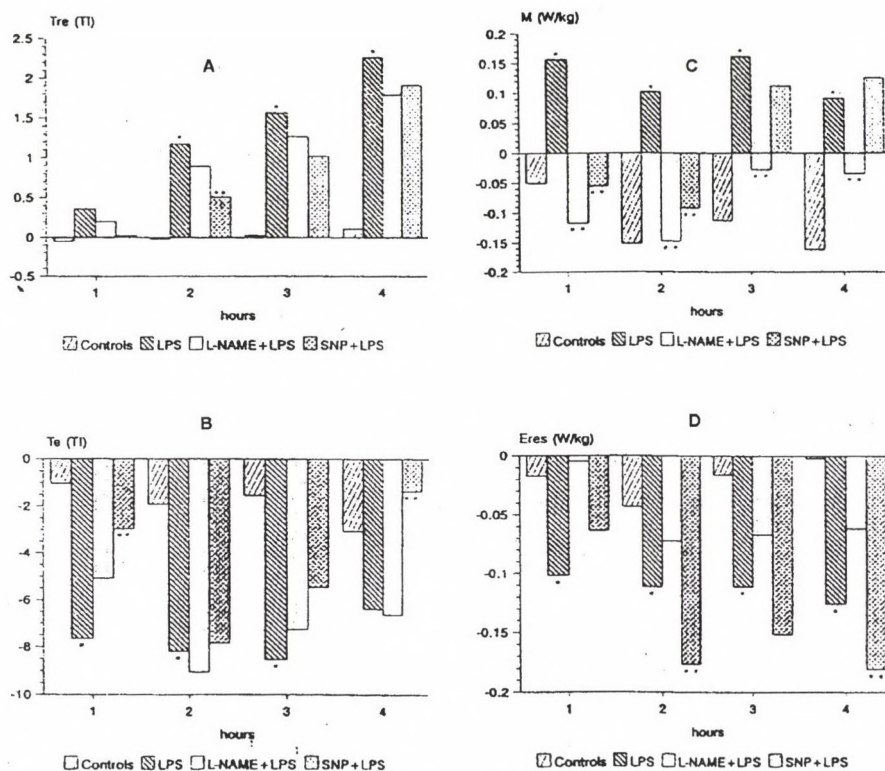 Tre (TI)
A
2.5
2
1.5
1
0.5
0
-0.5
1 2 3 4
hours
Controls LPS L-NAME+LPS SNP+LPS
M (W/kg)
C
0.2
0.15
0.1
0.05
0
-0.05
-0.1
-0.15
-0.2
1 2 3 4
hours
Controls LPS L-NAME+LPS SNP+LPS
B
Te (TI)
0
-2
-4
-6
-8
-10
1 2 3 4
hours
Controls LPS L-NAME+LPS SNP+LPS
D
Eres (W/kg)
0
-0.05
-0.1
-0.15
-0.2
1 2 3 4
hours
Controls LPS L-NAME+LPS SNP+LPS